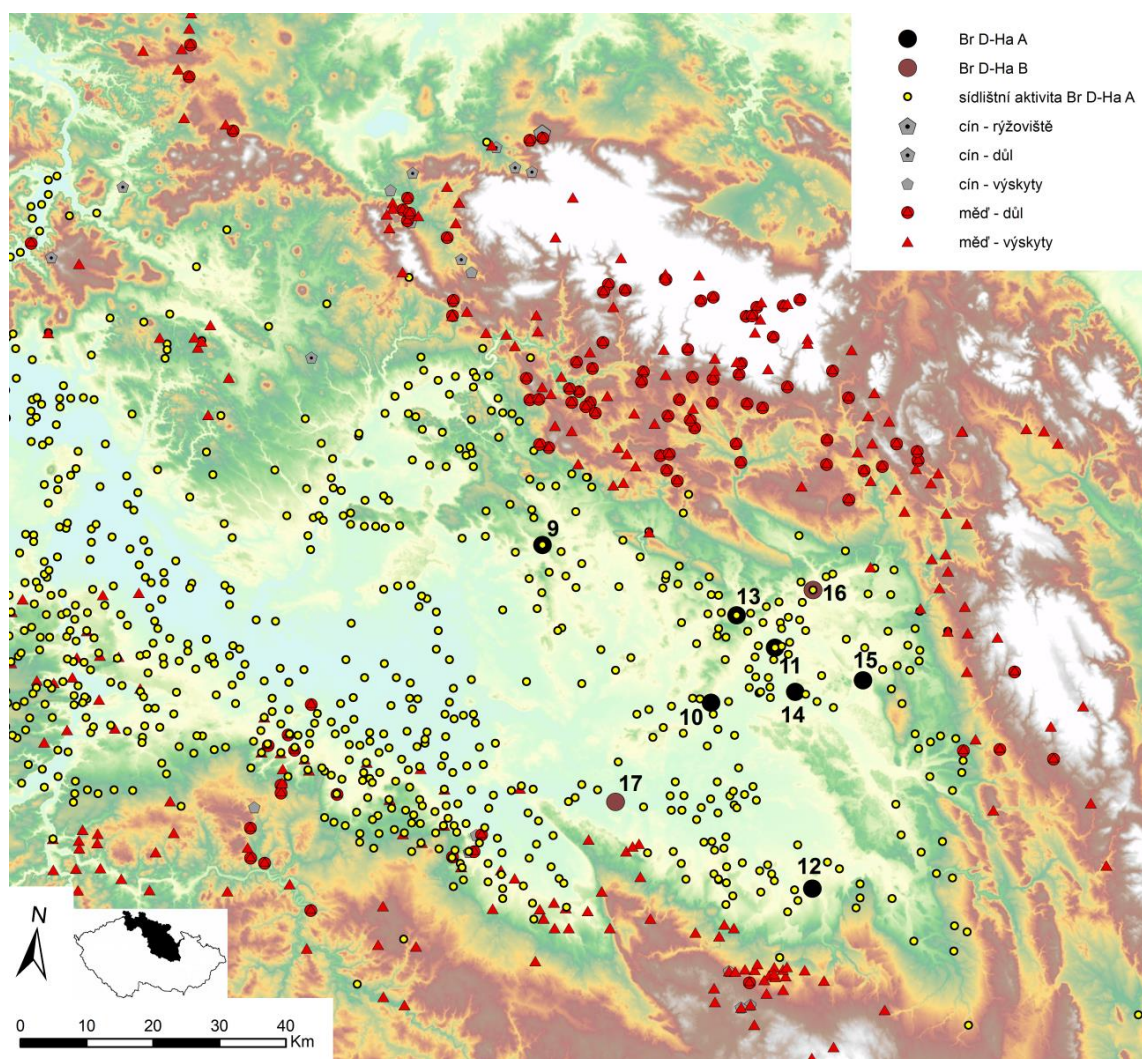 Br D-Ha A
Br D-Ha B
sídlištní aktivita Br D-Ha A
cín - rýžoviště
cín - důl
cín - výskyty
měď - důl
měď - výskyty
9
13
16
11
15
10
14
17
12
N
0 10 20 30 40
Km